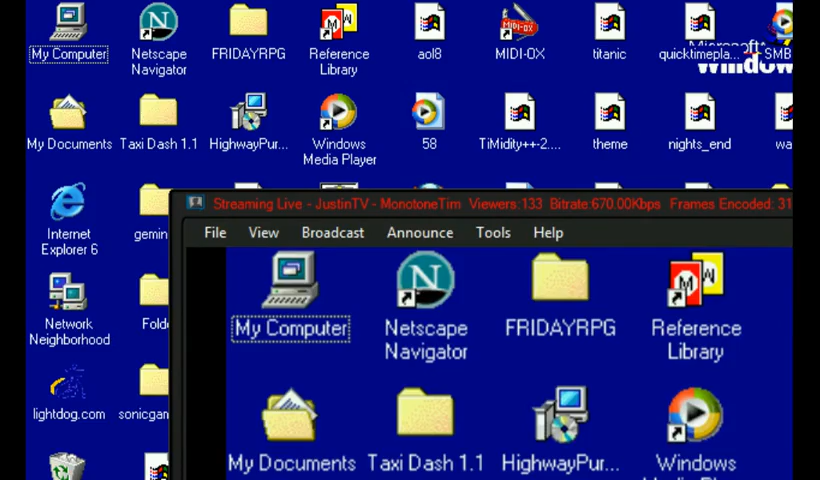 Microsoft
Windows
My Computer
Netscape
Navigator
FRIDAYRPG
Reference
Library
aol8
MIDI-OX
titanic
quicktimepla...
SMB
My Documents
Taxi Dash 1.1
HighwayPur...
Windows
Media Player
58
TiMidity++-2....
theme
nights_end
wa
Internet
Explorer 6
gemin
Network
Neighborhood
Folde
lightdog.com
sonicgam
Streaming Live - JustinTV - MonotoneTim Viewers:133 Bitrate:670.00Kbps Frames Encoded: 31
File View Broadcast Announce Tools Help
My Computer
Netscape
Navigator
FRIDAYRPG
Reference
Library
My Documents
Taxi Dash 1.1
HighwayPur...
Windows